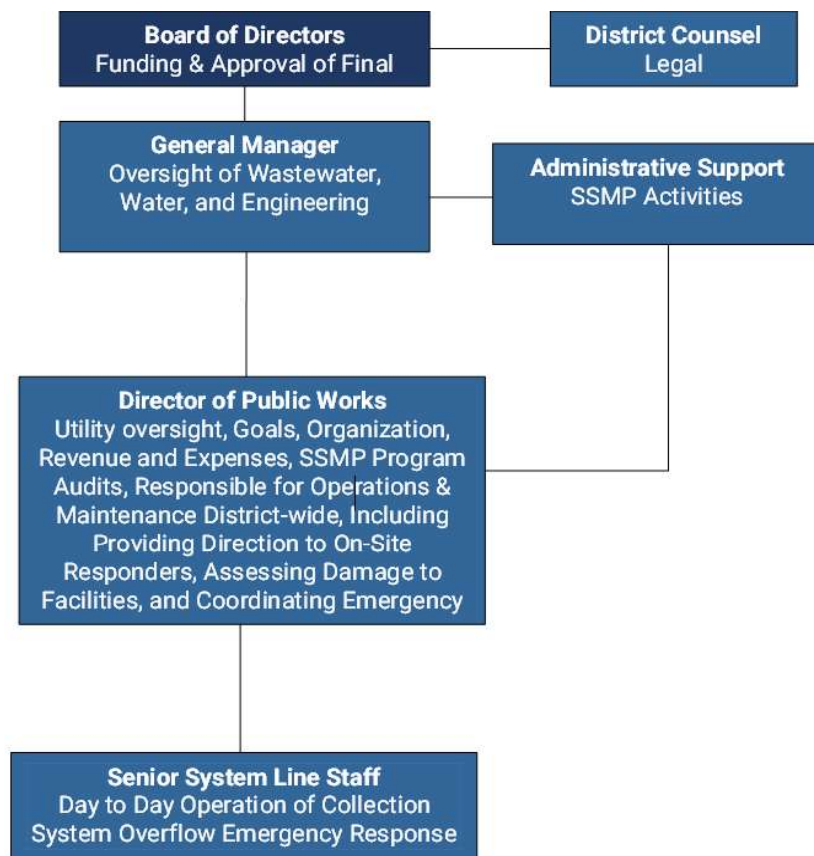 Board of Directors
Funding & Approval of Final
District Counsel
Legal
General Manager
Oversight of Wastewater,
Water, and Engineering
Administrative Support
SSMP Activities
Director of Public Works
Utility oversight, Goals, Organization,
Revenue and Expenses, SSMP Program
Audits, Responsible for Operations &
Maintenance District-wide, Including
Providing Direction to On-Site
Responders, Assessing Damage to
Facilities, and Coordinating Emergency
Senior System Line Staff
Day to Day Operation of Collection
System Overflow Emergency Response